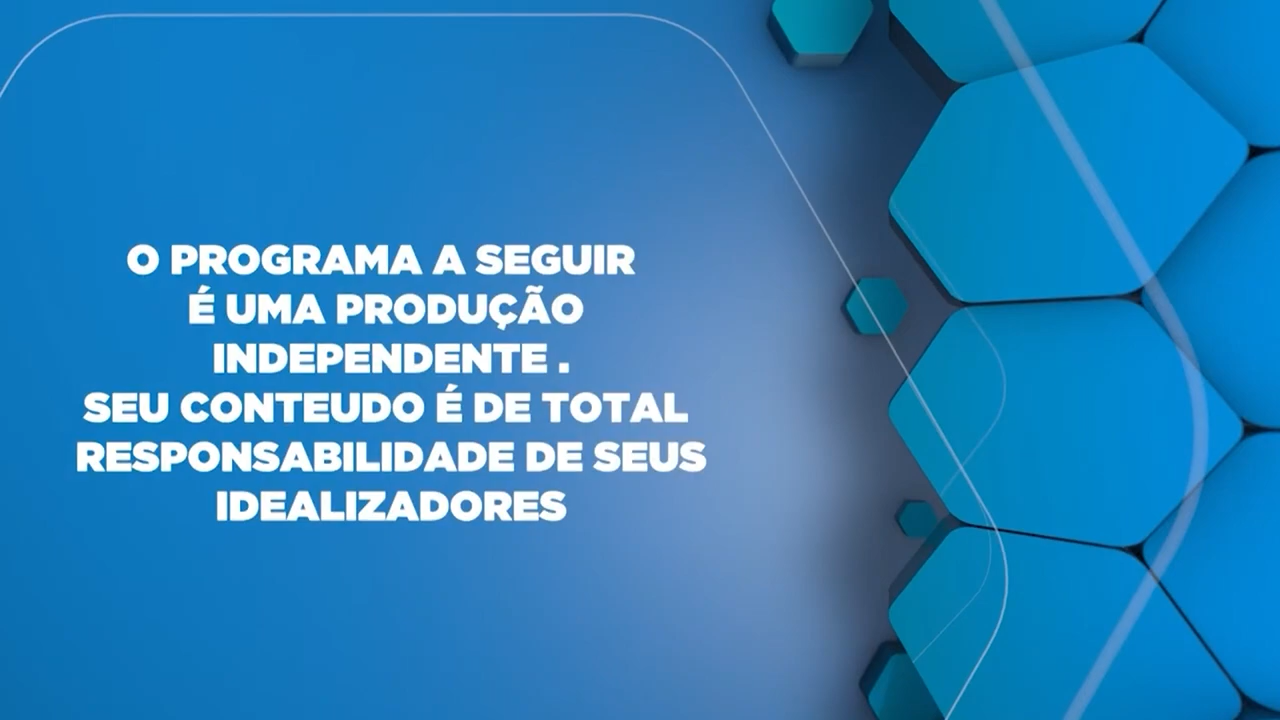 O PROGRAMA A SEGUIR
É UMA PRODUÇÃO
INDEPENDENTE .
SEU CONTEUDO É DE TOTAL
RESPONSABILIDADE DE SEUS
IDEALIZADORES